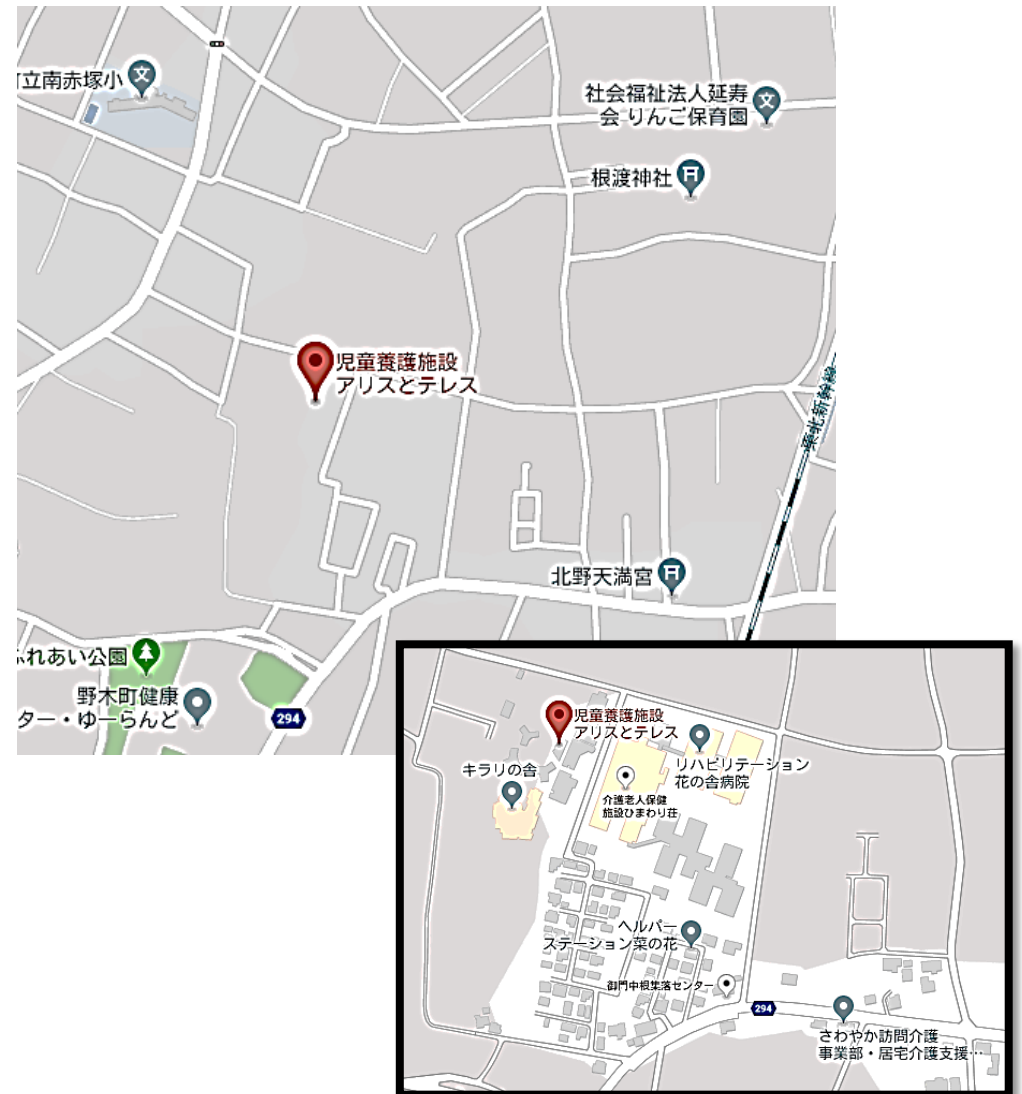 立南赤塚小
社会福祉法人延寿
会 りんご保育園
根渡神社
児童養護施設
アリスとテレス
東北新幹線
北野天満宮
ふれあい公園
野木町健康
ター・ゆーらんど
294
児童養護施設
アリスとテレス
キラリの舎
リハビリテーション
花の舎病院
介護老人保健
施設ひまわり荘
ヘルパー
ステーション菜の花
御門中根集落センター
294
さわやか訪問介護
事業部・居宅介護支援…